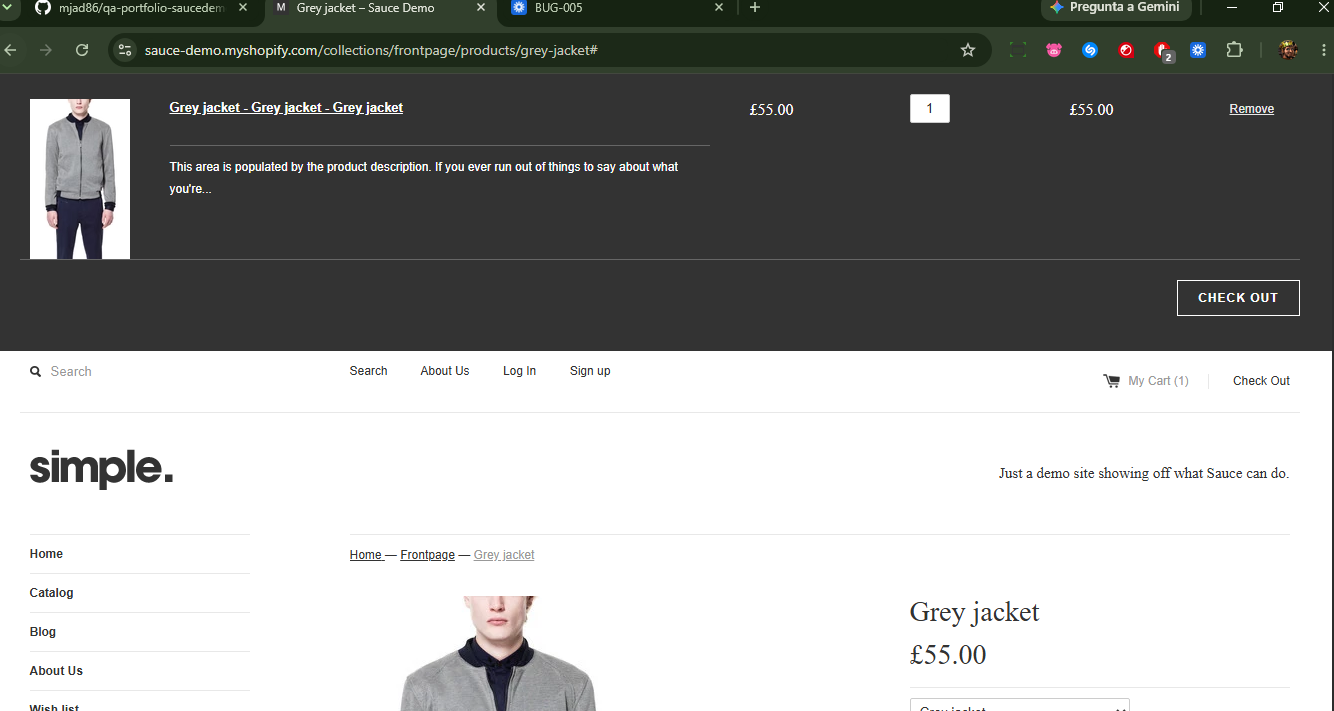 mjad86/qa-portfolio-saucedem
M Grey jacket – Sauce Demo
BUG-005
Pregunta a Gemini
sauce-demo.myshopify.com/collections/frontpage/products/grey-jacket#
2
Grey jacket - Grey jacket - Grey jacket
£55.00
1
£55.00
Remove
This area is populated by the product description. If you ever run out of things to say about what
you're...
CHECK OUT
Search
Search
About Us
Log In
Sign up
My Cart (1)
Check Out
simple.
Just a demo site showing off what Sauce can do.
Home
Catalog
Blog
About Us
Wish list
Home — Frontpage — Grey jacket
Grey jacket
£55.00
Grey jacket